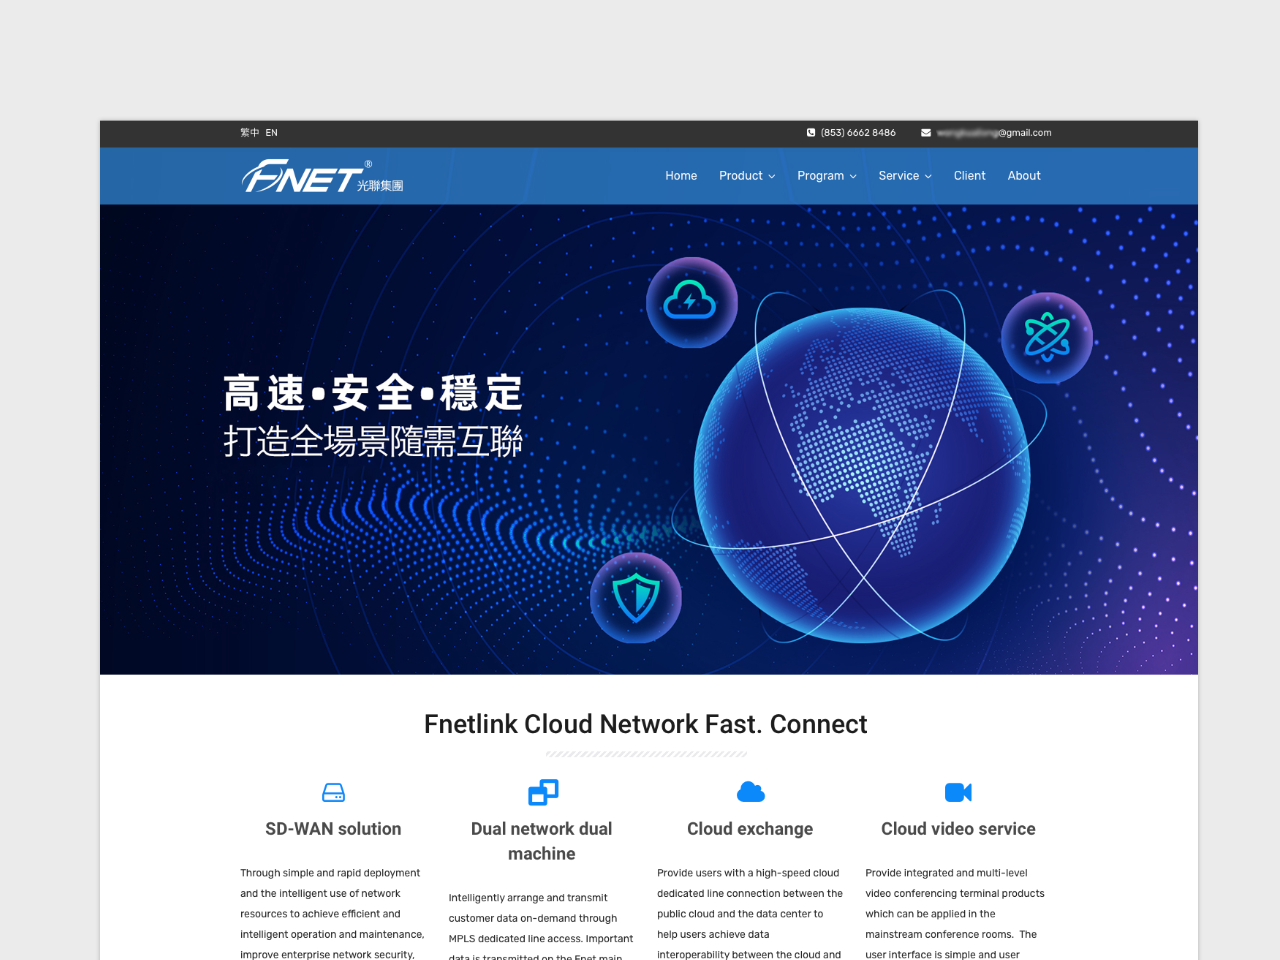 繁中 EN
(853) 6662 8486
@gmail.com
FNET® 光聯集團
Home Product Program Service Client About
高速•安全•穩定
打造全場景隨需互聯
Fnetlink Cloud Network Fast. Connect
SD-WAN solution
Through simple and rapid deployment
and the intelligent use of network
resources to achieve efficient and
intelligent operation and maintenance,
improve enterprise network security,
Dual network dual
machine
Intelligently arrange and transmit
customer data on-demand through
MPLS dedicated line access. Important
data is transmitted on the Fnet main
Cloud exchange
Provide users with a high-speed cloud
dedicated line connection between the
public cloud and the data center to
help users achieve data
interoperability between the cloud and
Cloud video service
Provide integrated and multi-level
video conferencing terminal products
which can be applied in the
mainstream conference rooms. The
user interface is simple and user